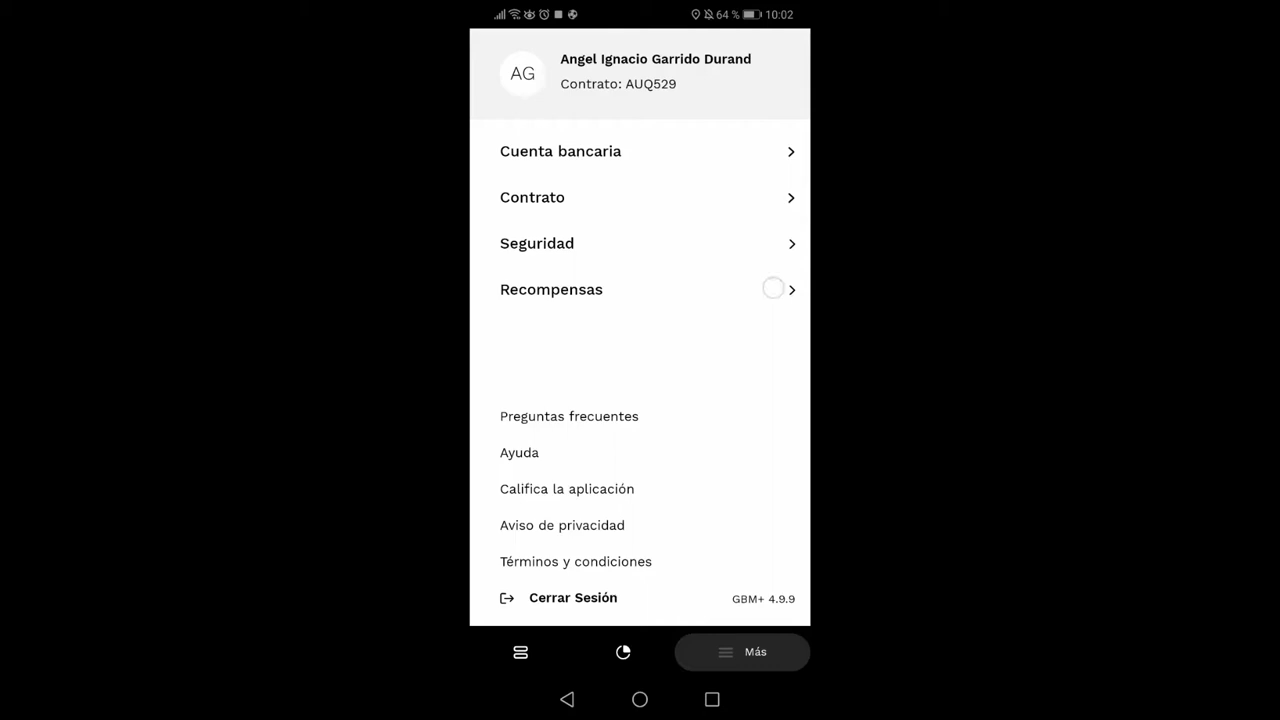 64 % 10:02
AG
Angel Ignacio Garrido Durand
Contrato: AUQ529
Cuenta bancaria
Contrato
Seguridad
Recompensas
Preguntas frecuentes
Ayuda
Califica la aplicación
Aviso de privacidad
Términos y condiciones
Cerrar Sesión GBM+ 4.9.9
Más